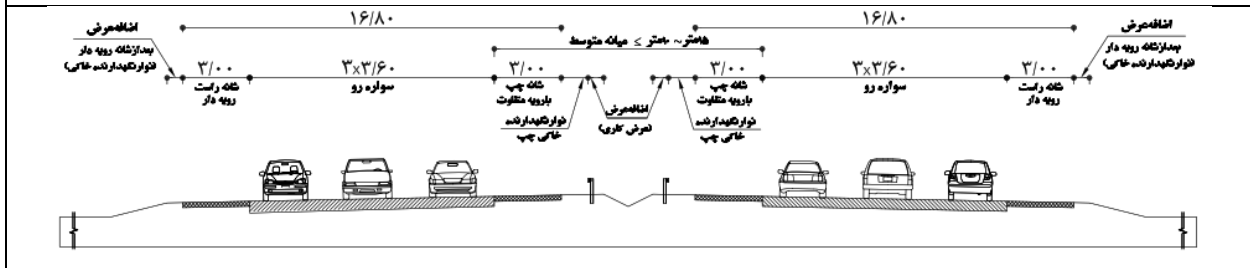 ۱۶/۸۰
۱۶/۸۰
اضافه‌عرض
بعدازشانه رویه دار
(نوارنگهدارنده خاکی)
اضافه‌عرض
بعدازشانه رویه دار
(نوارنگهدارنده خاکی)
میانه متوسط
۳/۰۰
شانه راست
رویه دار
۳×۳/۶۰
سواره رو
۳/۰۰
شانه چپ
بارویه متفاوت
نوارنگهدارنده
خاکی چپ
اضافه‌عرض
(عرض کاری)
۳/۰۰
شانه چپ
بارویه متفاوت
نوارنگهدارنده
خاکی چپ
۳×۳/۶۰
سواره رو
۳/۰۰
شانه راست
رویه دار